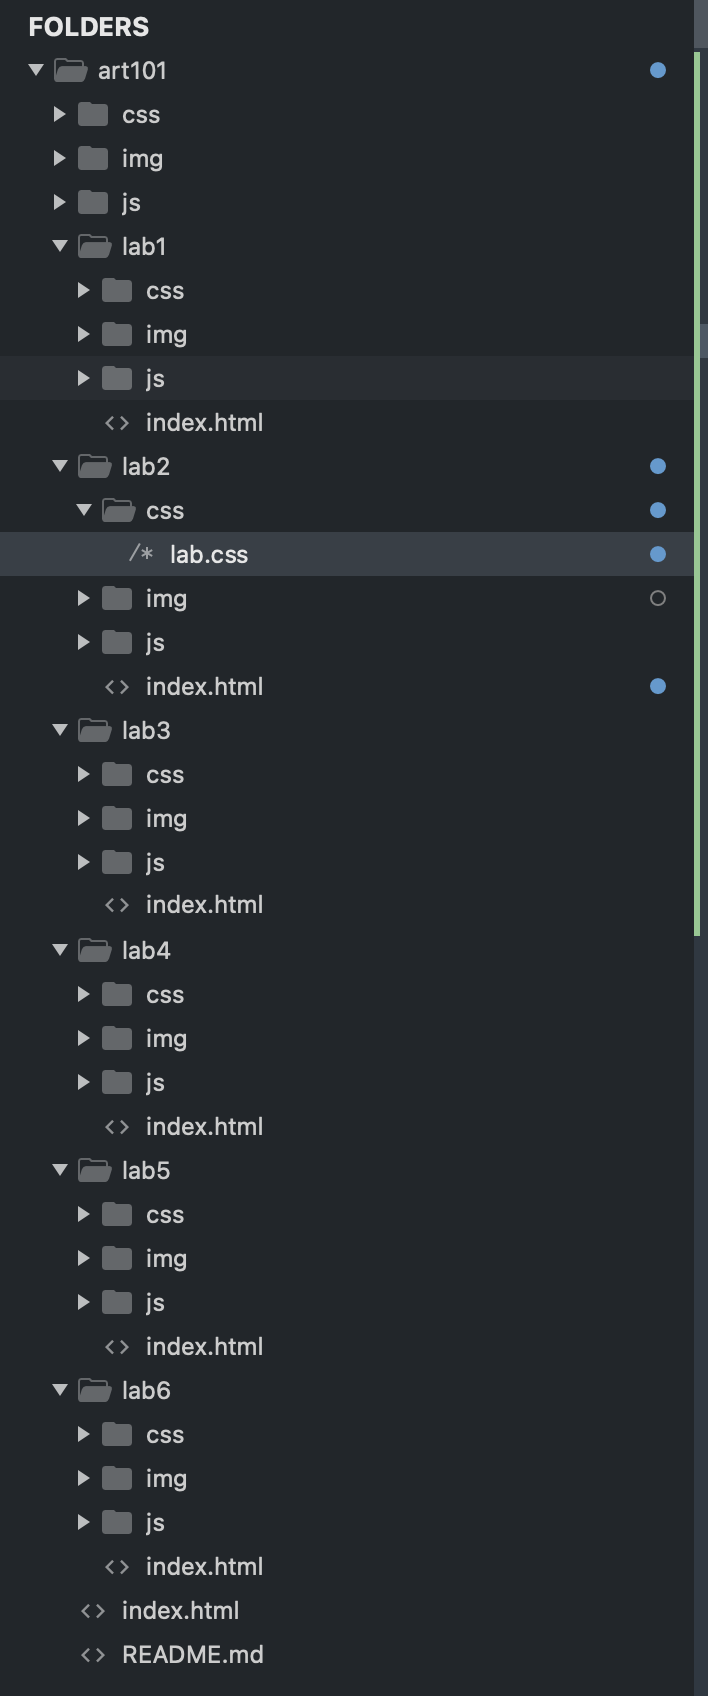 FOLDERS
art101
css
img
js
lab1
css
img
js
<> index.html
lab2
css
/* lab.css
img
js
<> index.html
lab3
css
img
js
<> index.html
lab4
css
img
js
<> index.html
lab5
css
img
js
<> index.html
lab6
css
img
js
<> index.html
<> index.html
<> README.md